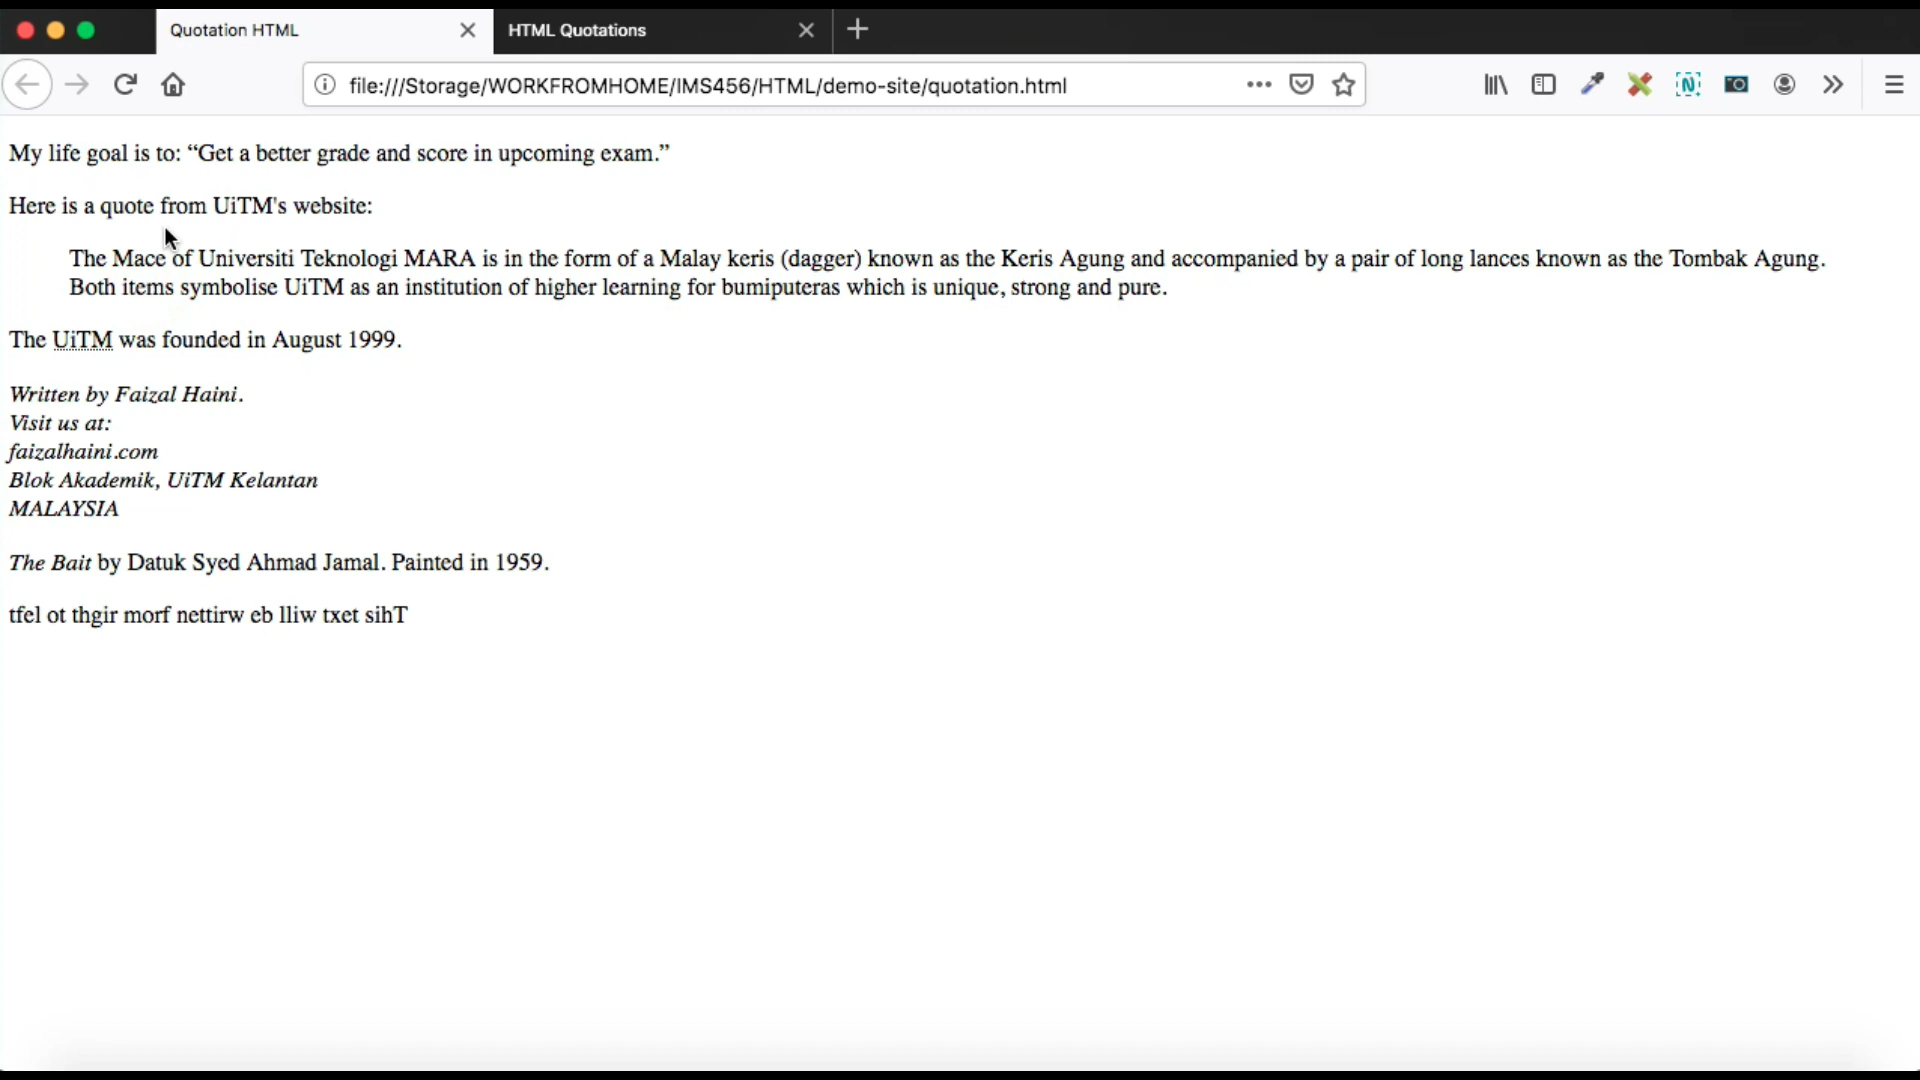 Quotation HTML
HTML Quotations
file:///Storage/WORKFROMHOME/IMS456/HTML/demo-site/quotation.html
My life goal is to: “Get a better grade and score in upcoming exam.”
Here is a quote from UiTM's website:
The Mace of Universiti Teknologi MARA is in the form of a Malay keris (dagger) known as the Keris Agung and accompanied by a pair of long lances known as the Tombak Agung.
Both items symbolise UiTM as an institution of higher learning for bumiputeras which is unique, strong and pure.
The UiTM was founded in August 1999.
Written by Faizal Haini.
Visit us at:
faizalhaini.com
Blok Akademik, UiTM Kelantan
MALAYSIA
The Bait by Datuk Syed Ahmad Jamal. Painted in 1959.
tfel ot thgir morf nettirw eb lliw txet sihT